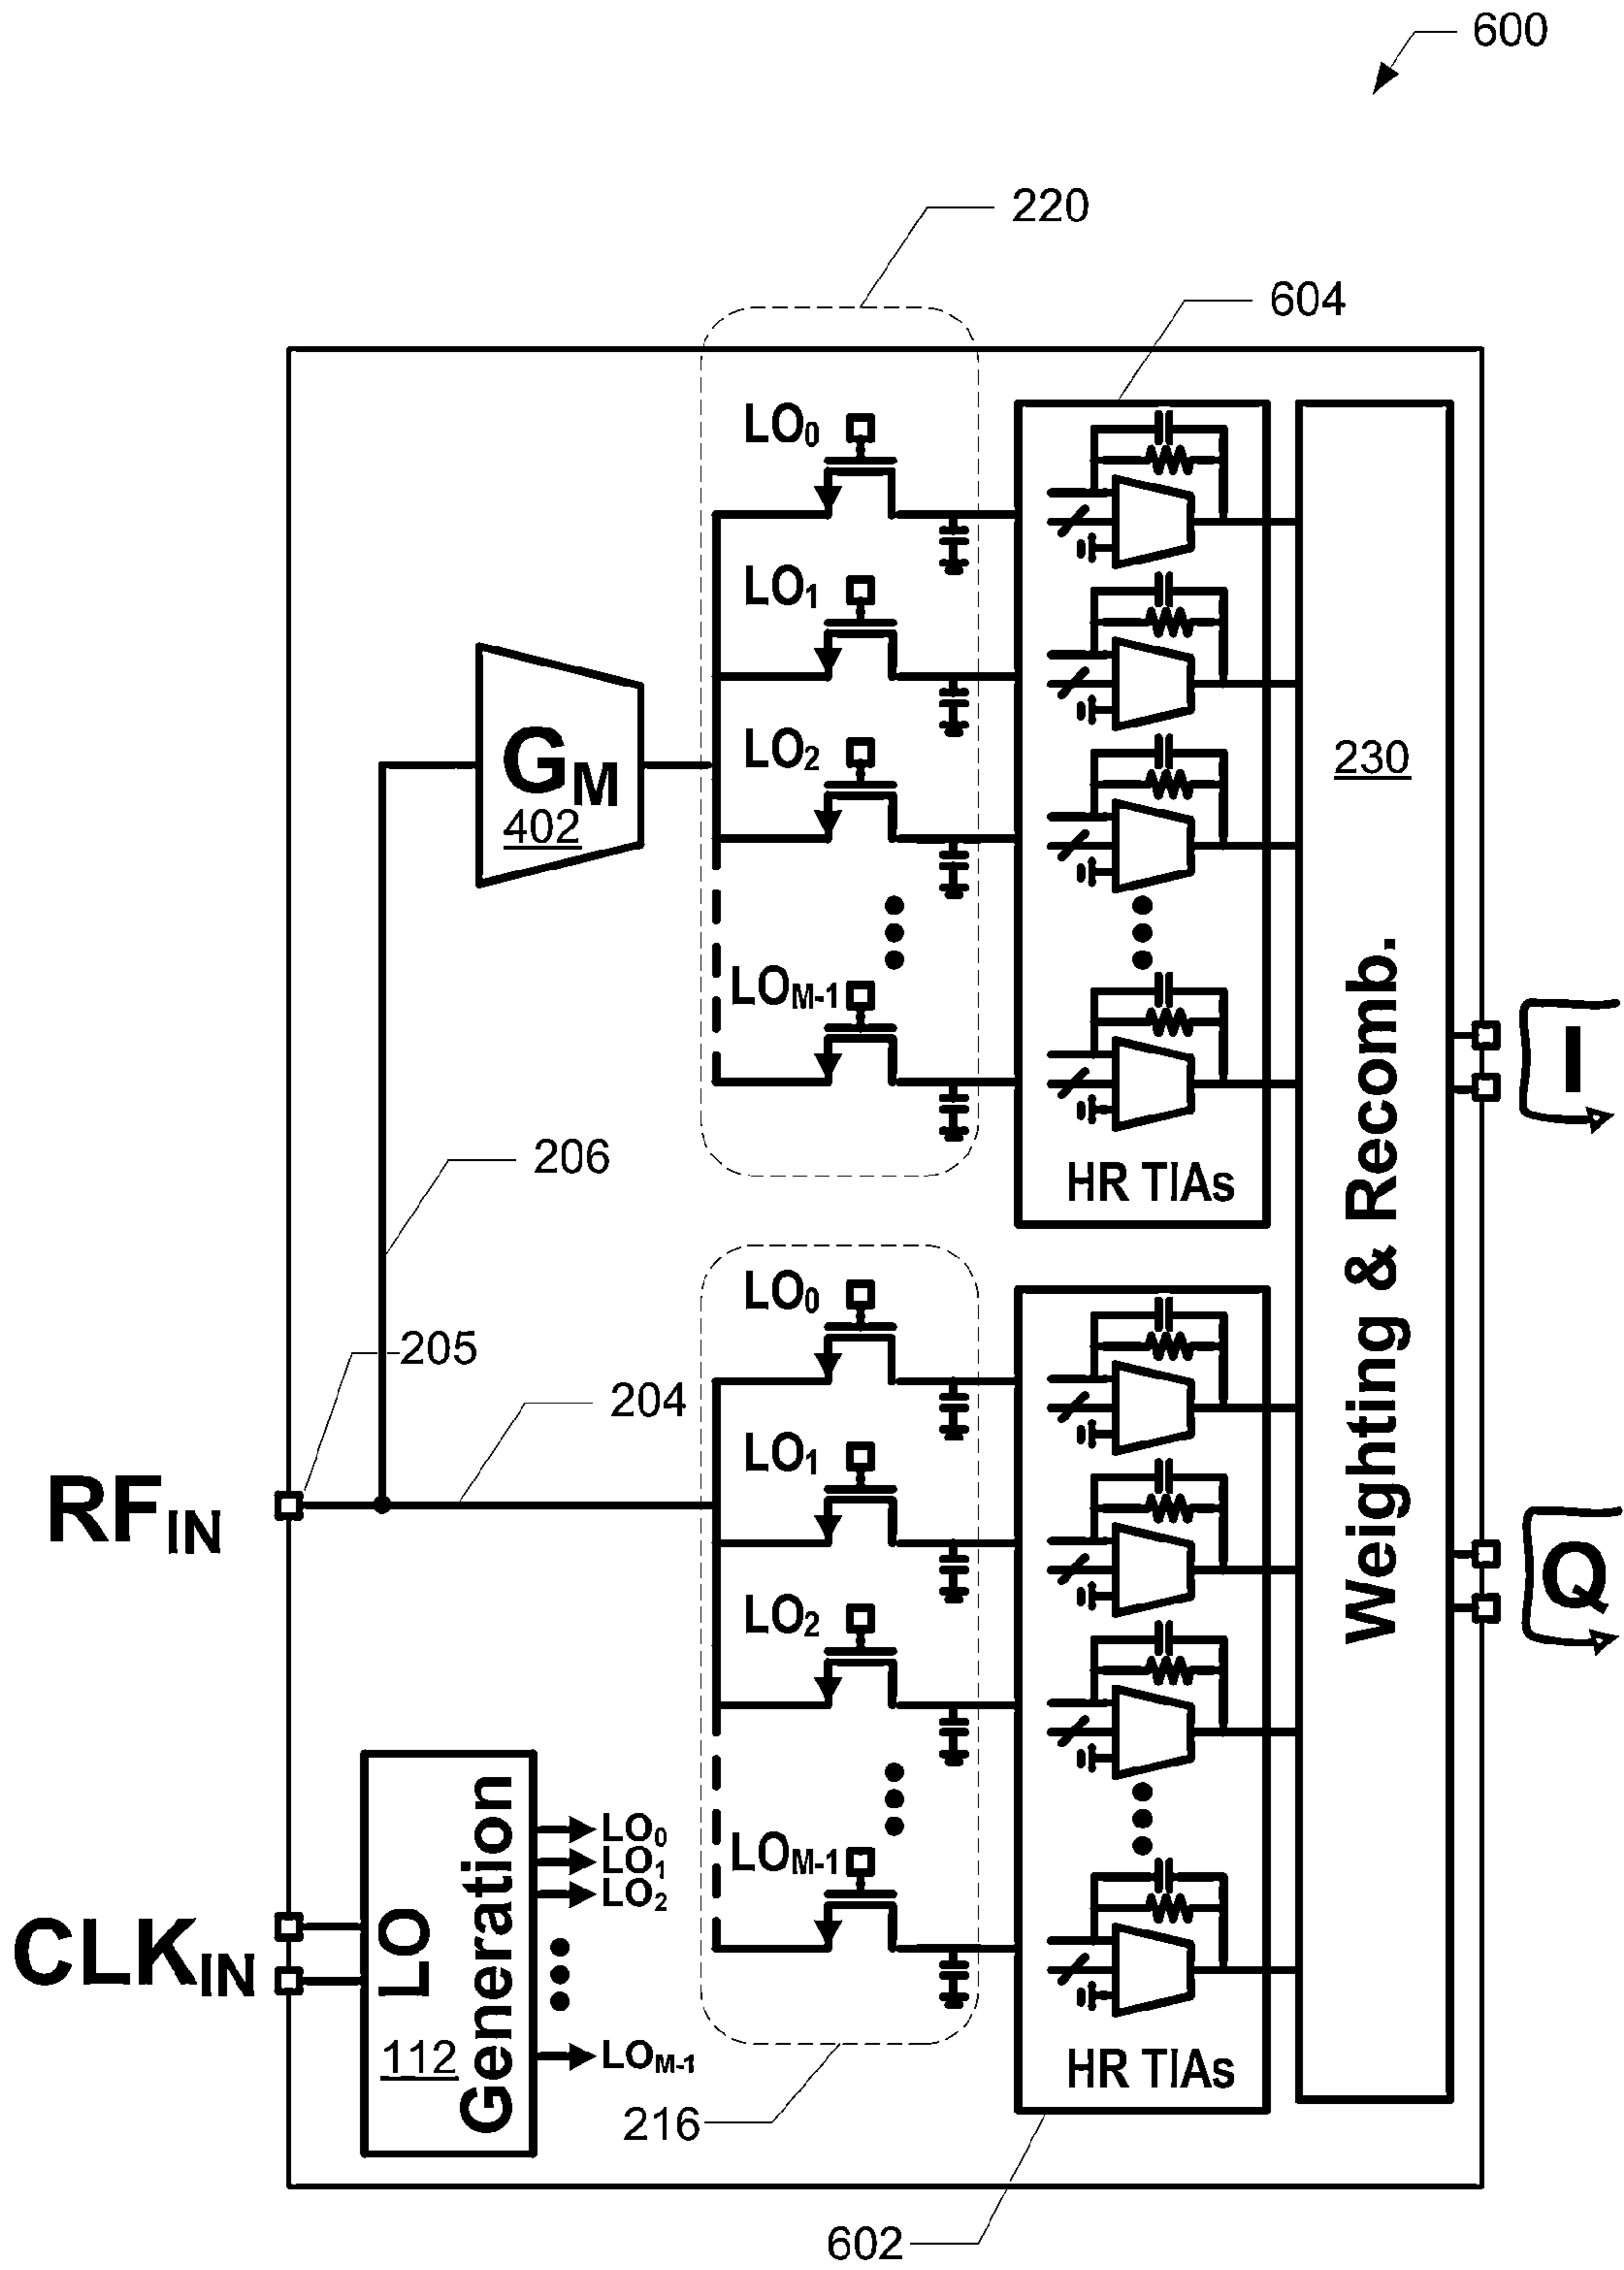 600
220
604
LO0
LO1
GM
402
LO2
230
LOM-1
HR TIAs
I
206
LO0
205
204
LO1
RFIN
LO2
Q
Weighting & Recomb.
LOM-1
LO0
LO1
LO2
CLKIN
LO
Generation
112
LOM-1
HR TIAs
216
602